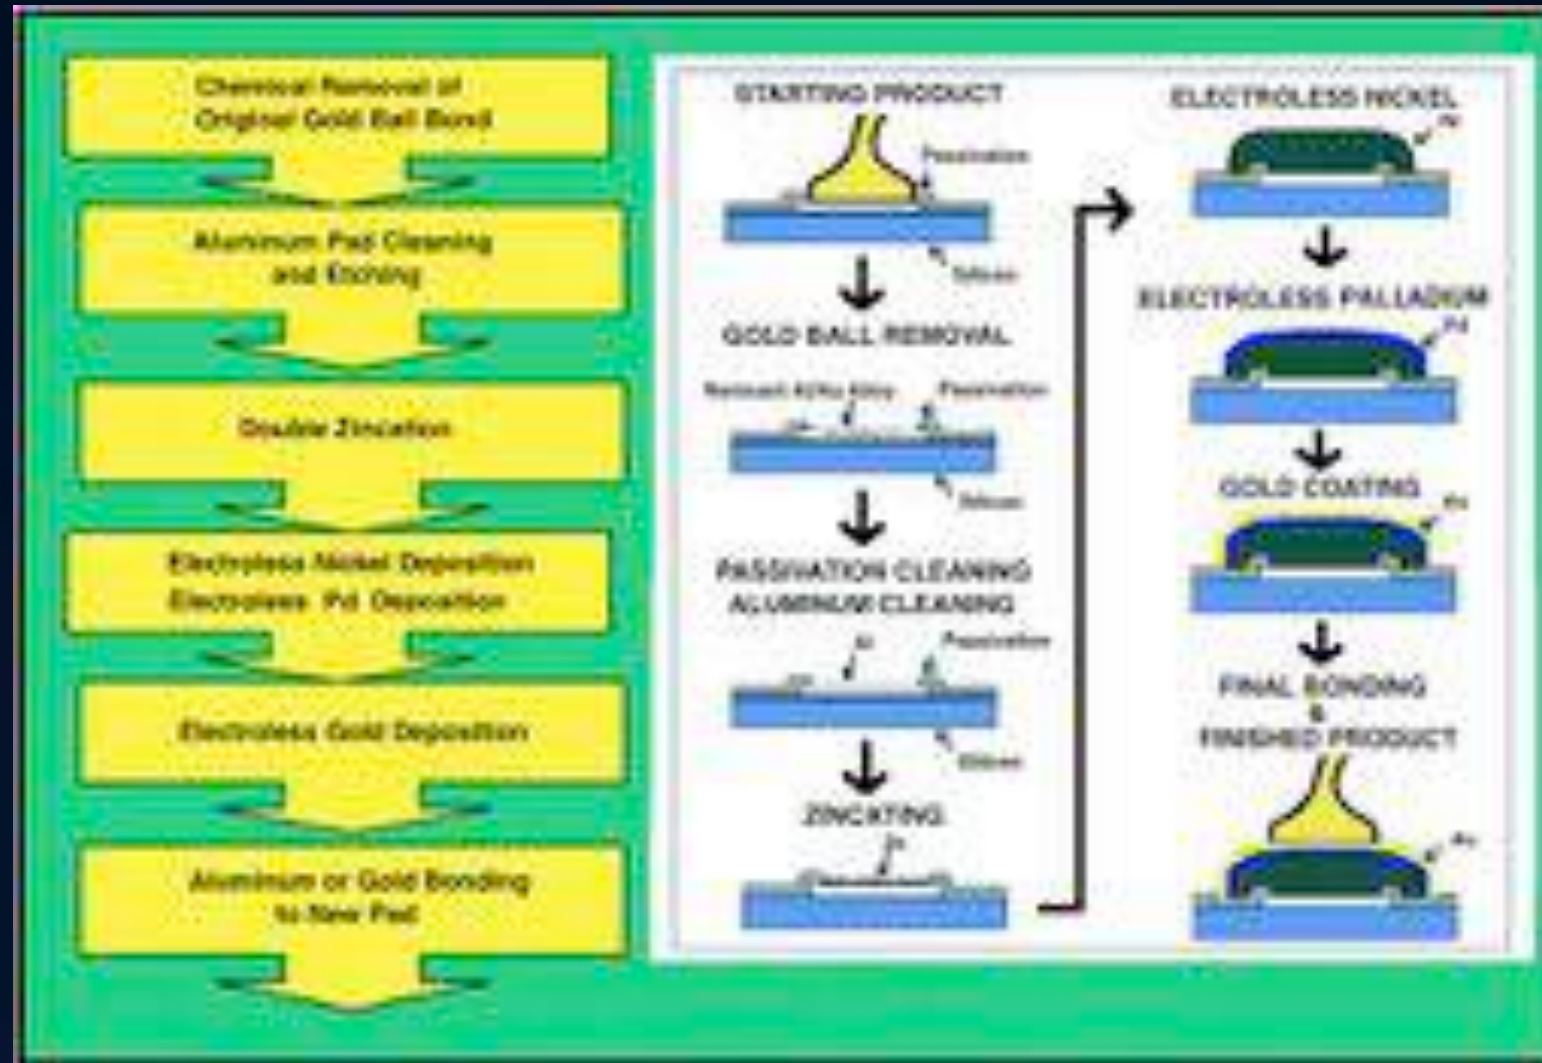 Chemical Removal of
Original Gold Ball Bond
Aluminum Pad Cleaning
and Etching
Double Zincation
Electroless Nickel Deposition
Electroless Pd Deposition
Electroless Gold Deposition
Aluminum or Gold Bonding
to New Pad
STARTING PRODUCT
Passivation
Silicon
GOLD BALL REMOVAL
Remnant Alloy
Passivation
Silicon
PASSIVATION CLEANING
ALUMINUM CLEANING
Al
Passivation
Silicon
ZINCATING
Zn
ELECTROLESS NICKEL
ELECTROLESS PALLADIUM
Pd
GOLD COATING
Au
FINAL BONDING
&
FINISHED PRODUCT
Au